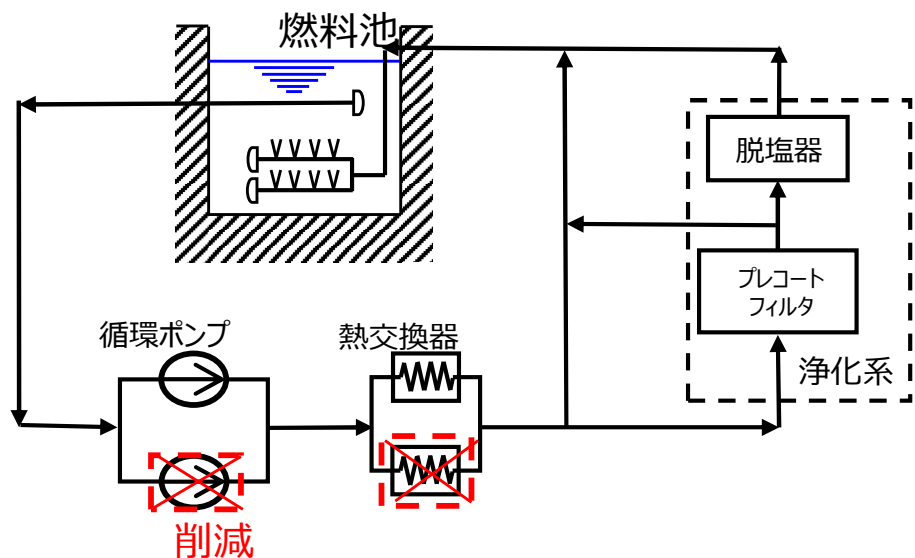 燃料池
脱塩器
プレコート
フィルタ
循環ポンプ
熱交換器
浄化系
削減